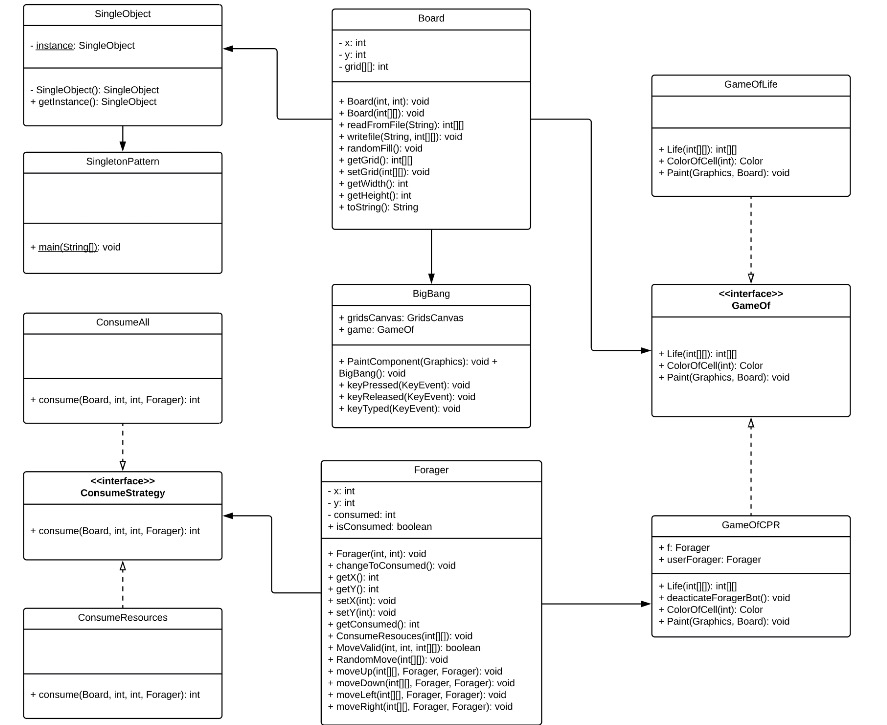 SingleObject
- instance: SingleObject
- SingleObject(): SingleObject
+ getInstance(): SingleObject
SingletonPattern
+ main(String[]): void
ConsumeAll
+ consume(Board, int, int, Forager): int
<<interface>>
ConsumeStrategy
+ consume(Board, int, int, Forager): int
ConsumeResources
+ consume(Board, int, int, Forager): int
Board
- x: int
- y: int
- grid[][]: int
+ Board(int, int): void
+ Board(int[][]): void
+ readFromFile(String): int[][]
+ writefile(String, int[][]): void
+ randomFill(): void
+ getGrid(): int[][]
+ setGrid(int[][]): void
+ getWidth(): int
+ getHeight(): int
+ toString(): String
BigBang
+ gridsCanvas: GridsCanvas
+ game: GameOf
+ PaintComponent(Graphics): void +
BigBang(): void
+ keyPressed(KeyEvent): void
+ keyReleased(KeyEvent): void
+ keyTyped(KeyEvent): void
Forager
- x: int
- y: int
- consumed: int
+ isConsumed: boolean
+ Forager(int, int): void
+ changeToConsumed(): void
+ getX(): int
+ getY(): int
+ setX(int): void
+ setY(int): void
+ getConsumed(): int
+ ConsumeResouces(int[][]): void
+ MoveValid(int, int, int[][]): boolean
+ RandomMove(int[][]): void
+ moveUp(int[][], Forager, Forager): void
+ moveDown(int[][], Forager, Forager): void
+ moveLeft(int[][], Forager, Forager): void
+ moveRight(int[][], Forager, Forager): void
GameOfLife
+ Life(int[][]): int[][]
+ ColorOfCell(int): Color
+ Paint(Graphics, Board): void
<<interface>>
GameOf
+ Life(int[][]): int[][]
+ ColorOfCell(int): Color
+ Paint(Graphics, Board): void
GameOfCPR
+ f: Forager
+ userForager: Forager
+ Life(int[][]): int[][]
+ deacticateForagerBot(): void
+ ColorOfCell(int): Color
+ Paint(Graphics, Board): void